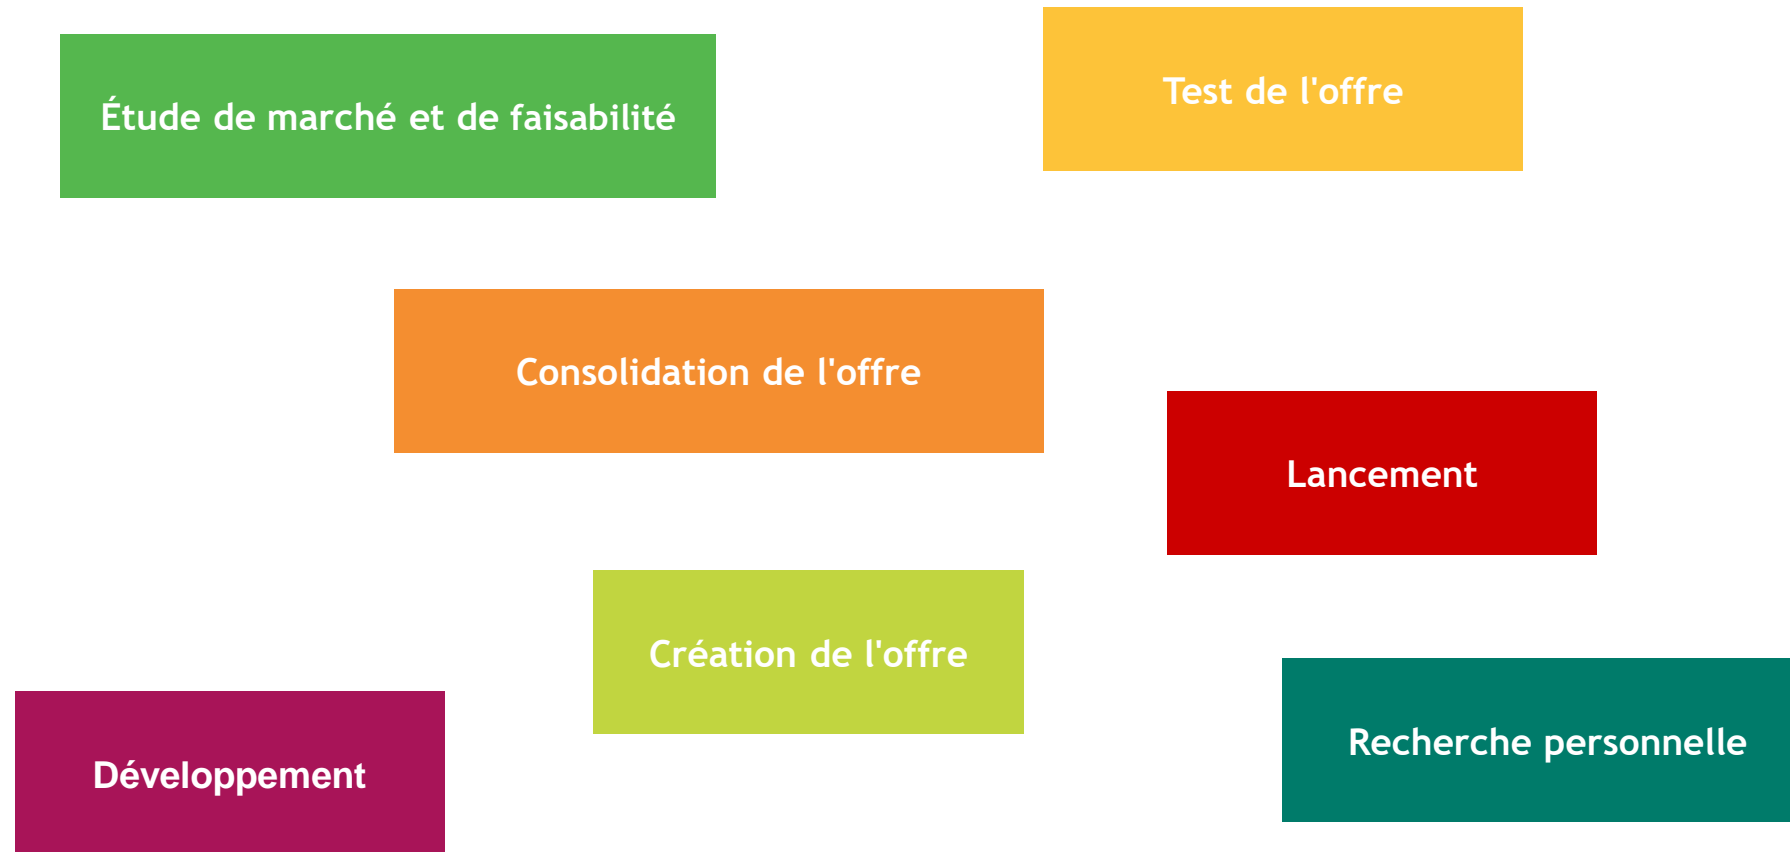 Étude de marché et de faisabilité
Test de l'offre
Consolidation de l'offre
Lancement
Création de l'offre
Recherche personnelle
Développement